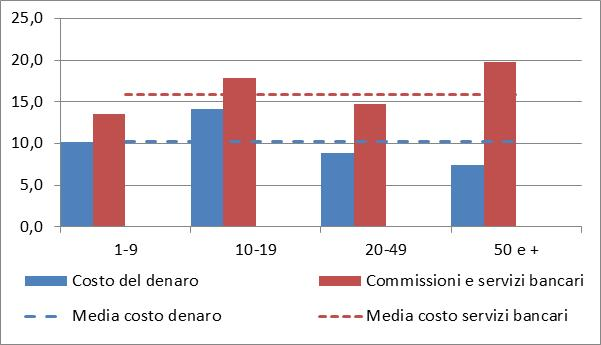 25,0
20,0
15,0
10,0
5,0
0,0
1-9 10-19 20-49 50 e +
Costo del denaro Commissioni e servizi bancari
Media costo denaro Media costo servizi bancari